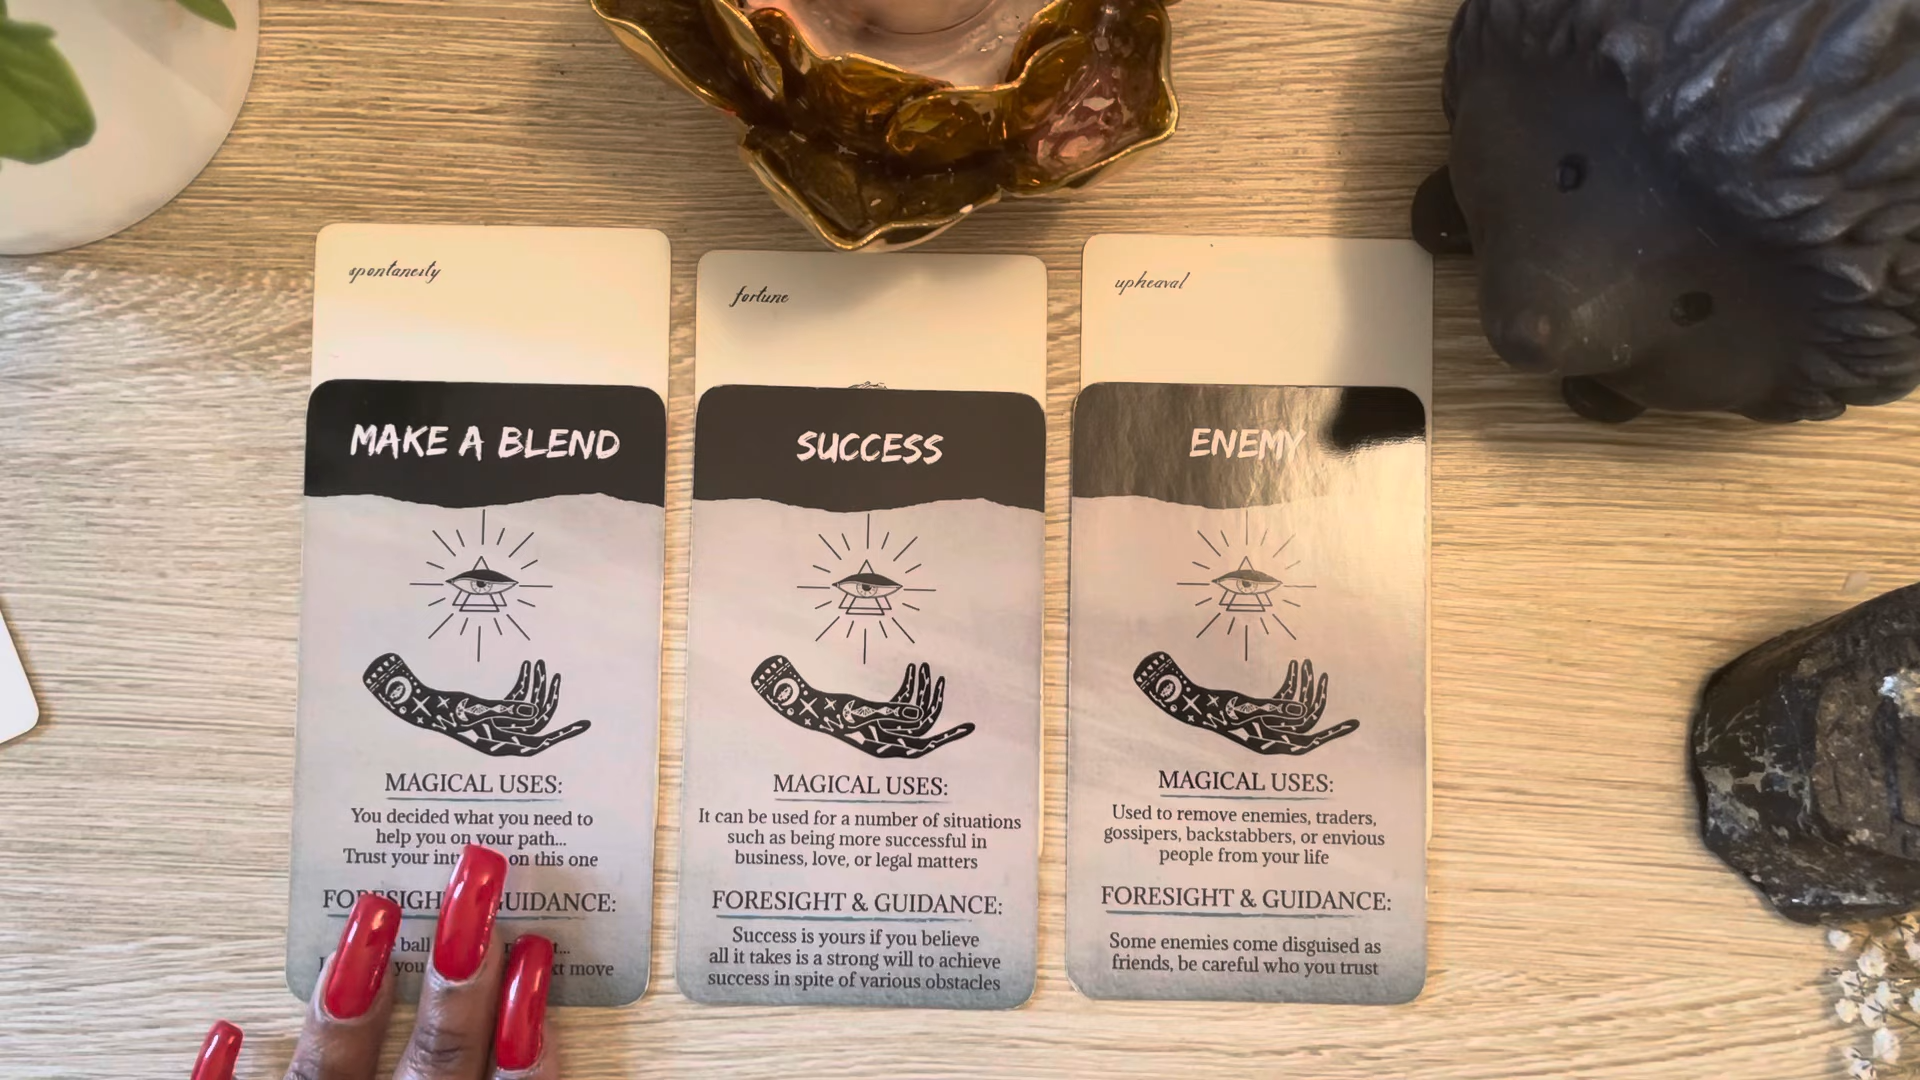 spontaneity
MAKE A BLEND
MAGICAL USES:
You decided what you need to
help you on your path...
Trust your on this one
FORESIGHT GUIDANCE:
ball
you next move
fortune
SUCCESS
MAGICAL USES:
It can be used for a number of situations
such as being more successful in
business, love, or legal matters
FORESIGHT & GUIDANCE:
Success is yours if you believe
all it takes is a strong will to achieve
success in spite of various obstacles
upheaval
ENEMY
MAGICAL USES:
Used to remove enemies, traders,
gossipers, backstabbers, or envious
people from your life
FORESIGHT & GUIDANCE:
Some enemies come disguised as
friends, be careful who you trust